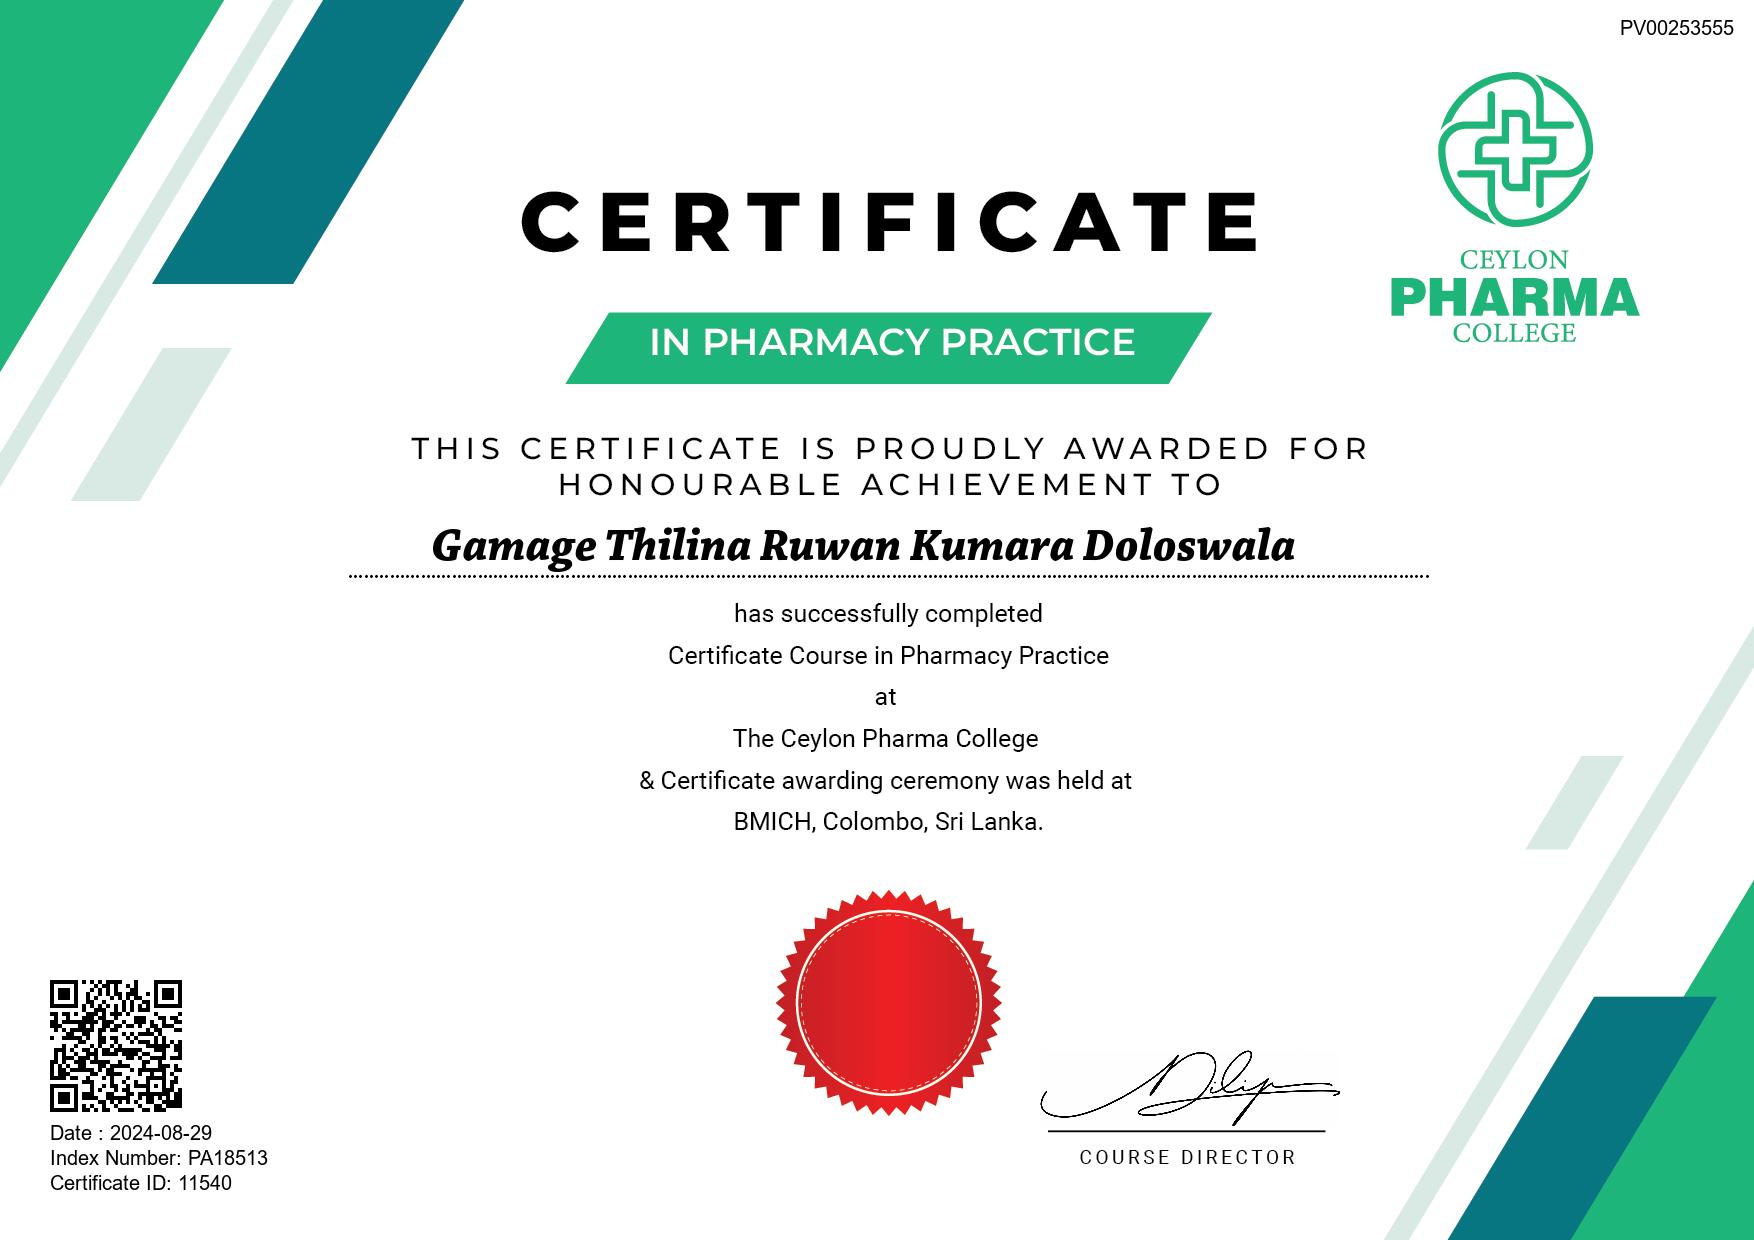 PV00253555
CEYLON
PHARMA
COLLEGE
CERTIFICATE
IN PHARMACY PRACTICE
THIS CERTIFICATE IS PROUDLY AWARDED FOR
HONOURABLE ACHIEVEMENT TO
Gamage Thilina Ruwan Kumara Doloswala
has successfully completed
Certificate Course in Pharmacy Practice
at
The Ceylon Pharma College
& Certificate awarding ceremony was held at
BMICH, Colombo, Sri Lanka.
Dilip
COURSE DIRECTOR
Date : 2024-08-29
Index Number: PA18513
Certificate ID: 11540